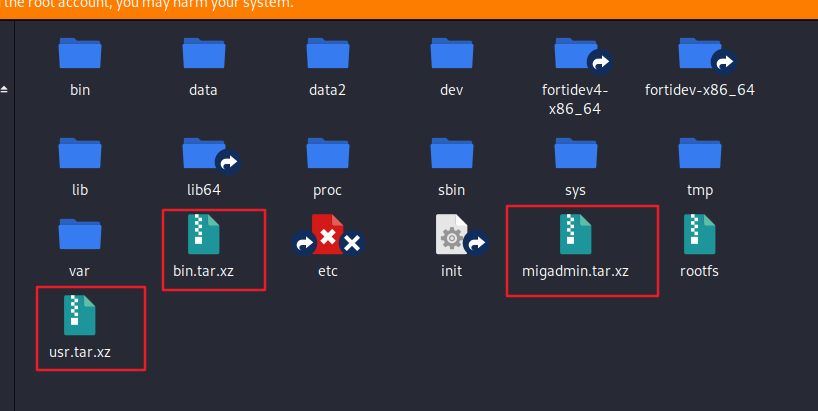 the root account, you may harm your system.
bin
data
data2
dev
fortidev4-
x86_64
fortidev-x86_64
lib
lib64
proc
sbin
sys
tmp
var
bin.tar.xz
etc
init
migadmin.tar.xz
rootfs
usr.tar.xz